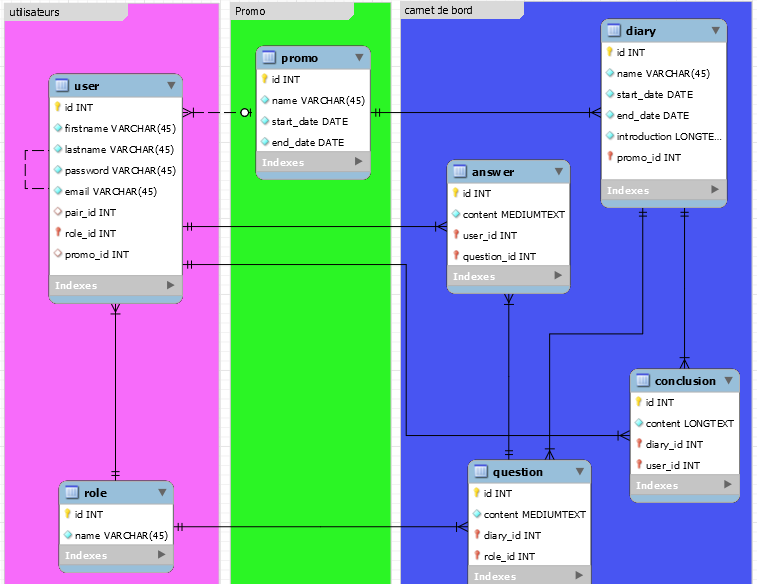 utlisateurs
user
id INT
firstname VARCHAR(45)
lastname VARCHAR(45)
password VARCHAR(45)
email VARCHAR(45)
pair_id INT
role_id INT
promo_id INT
Indexes
role
id INT
name VARCHAR(45)
Indexes
Promo
promo
id INT
name VARCHAR(45)
start_date DATE
end_date DATE
Indexes
carnet de bord
diary
id INT
name VARCHAR(45)
start_date DATE
end_date DATE
introduction LONGTE...
promo_id INT
Indexes
answer
id INT
content MEDIUMTEXT
user_id INT
question_id INT
Indexes
conclusion
id INT
content LONGTEXT
diary_id INT
user_id INT
Indexes
question
id INT
content MEDIUMTEXT
diary_id INT
role_id INT
Indexes